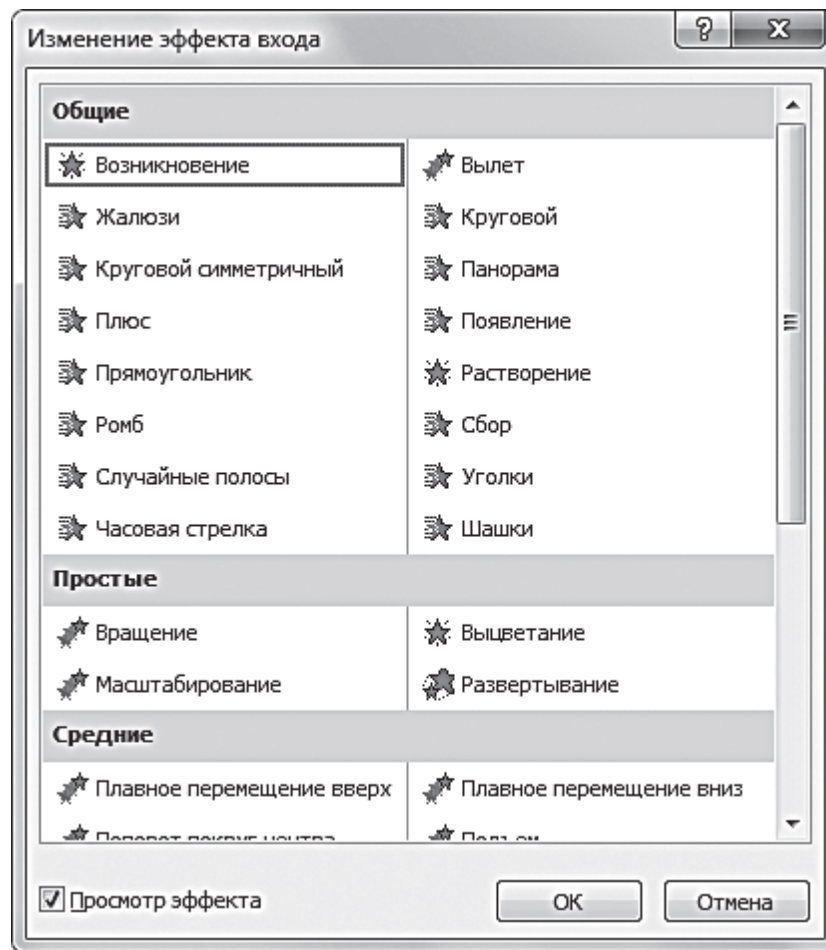 Изменение эффекта входа
Общие
Возникновение Вылет
Жалюзи Круговой
Круговой симметричный Панорама
Плюс Появление
Прямоугольник Растворение
Ромб Сбор
Случайные полосы Уголки
Часовая стрелка Шашки
Простые
Вращение Выцветание
Масштабирование Развертывание
Средние
Плавное перемещение вверх Плавное перемещение вниз
Просмотр эффекта ОК Отмена